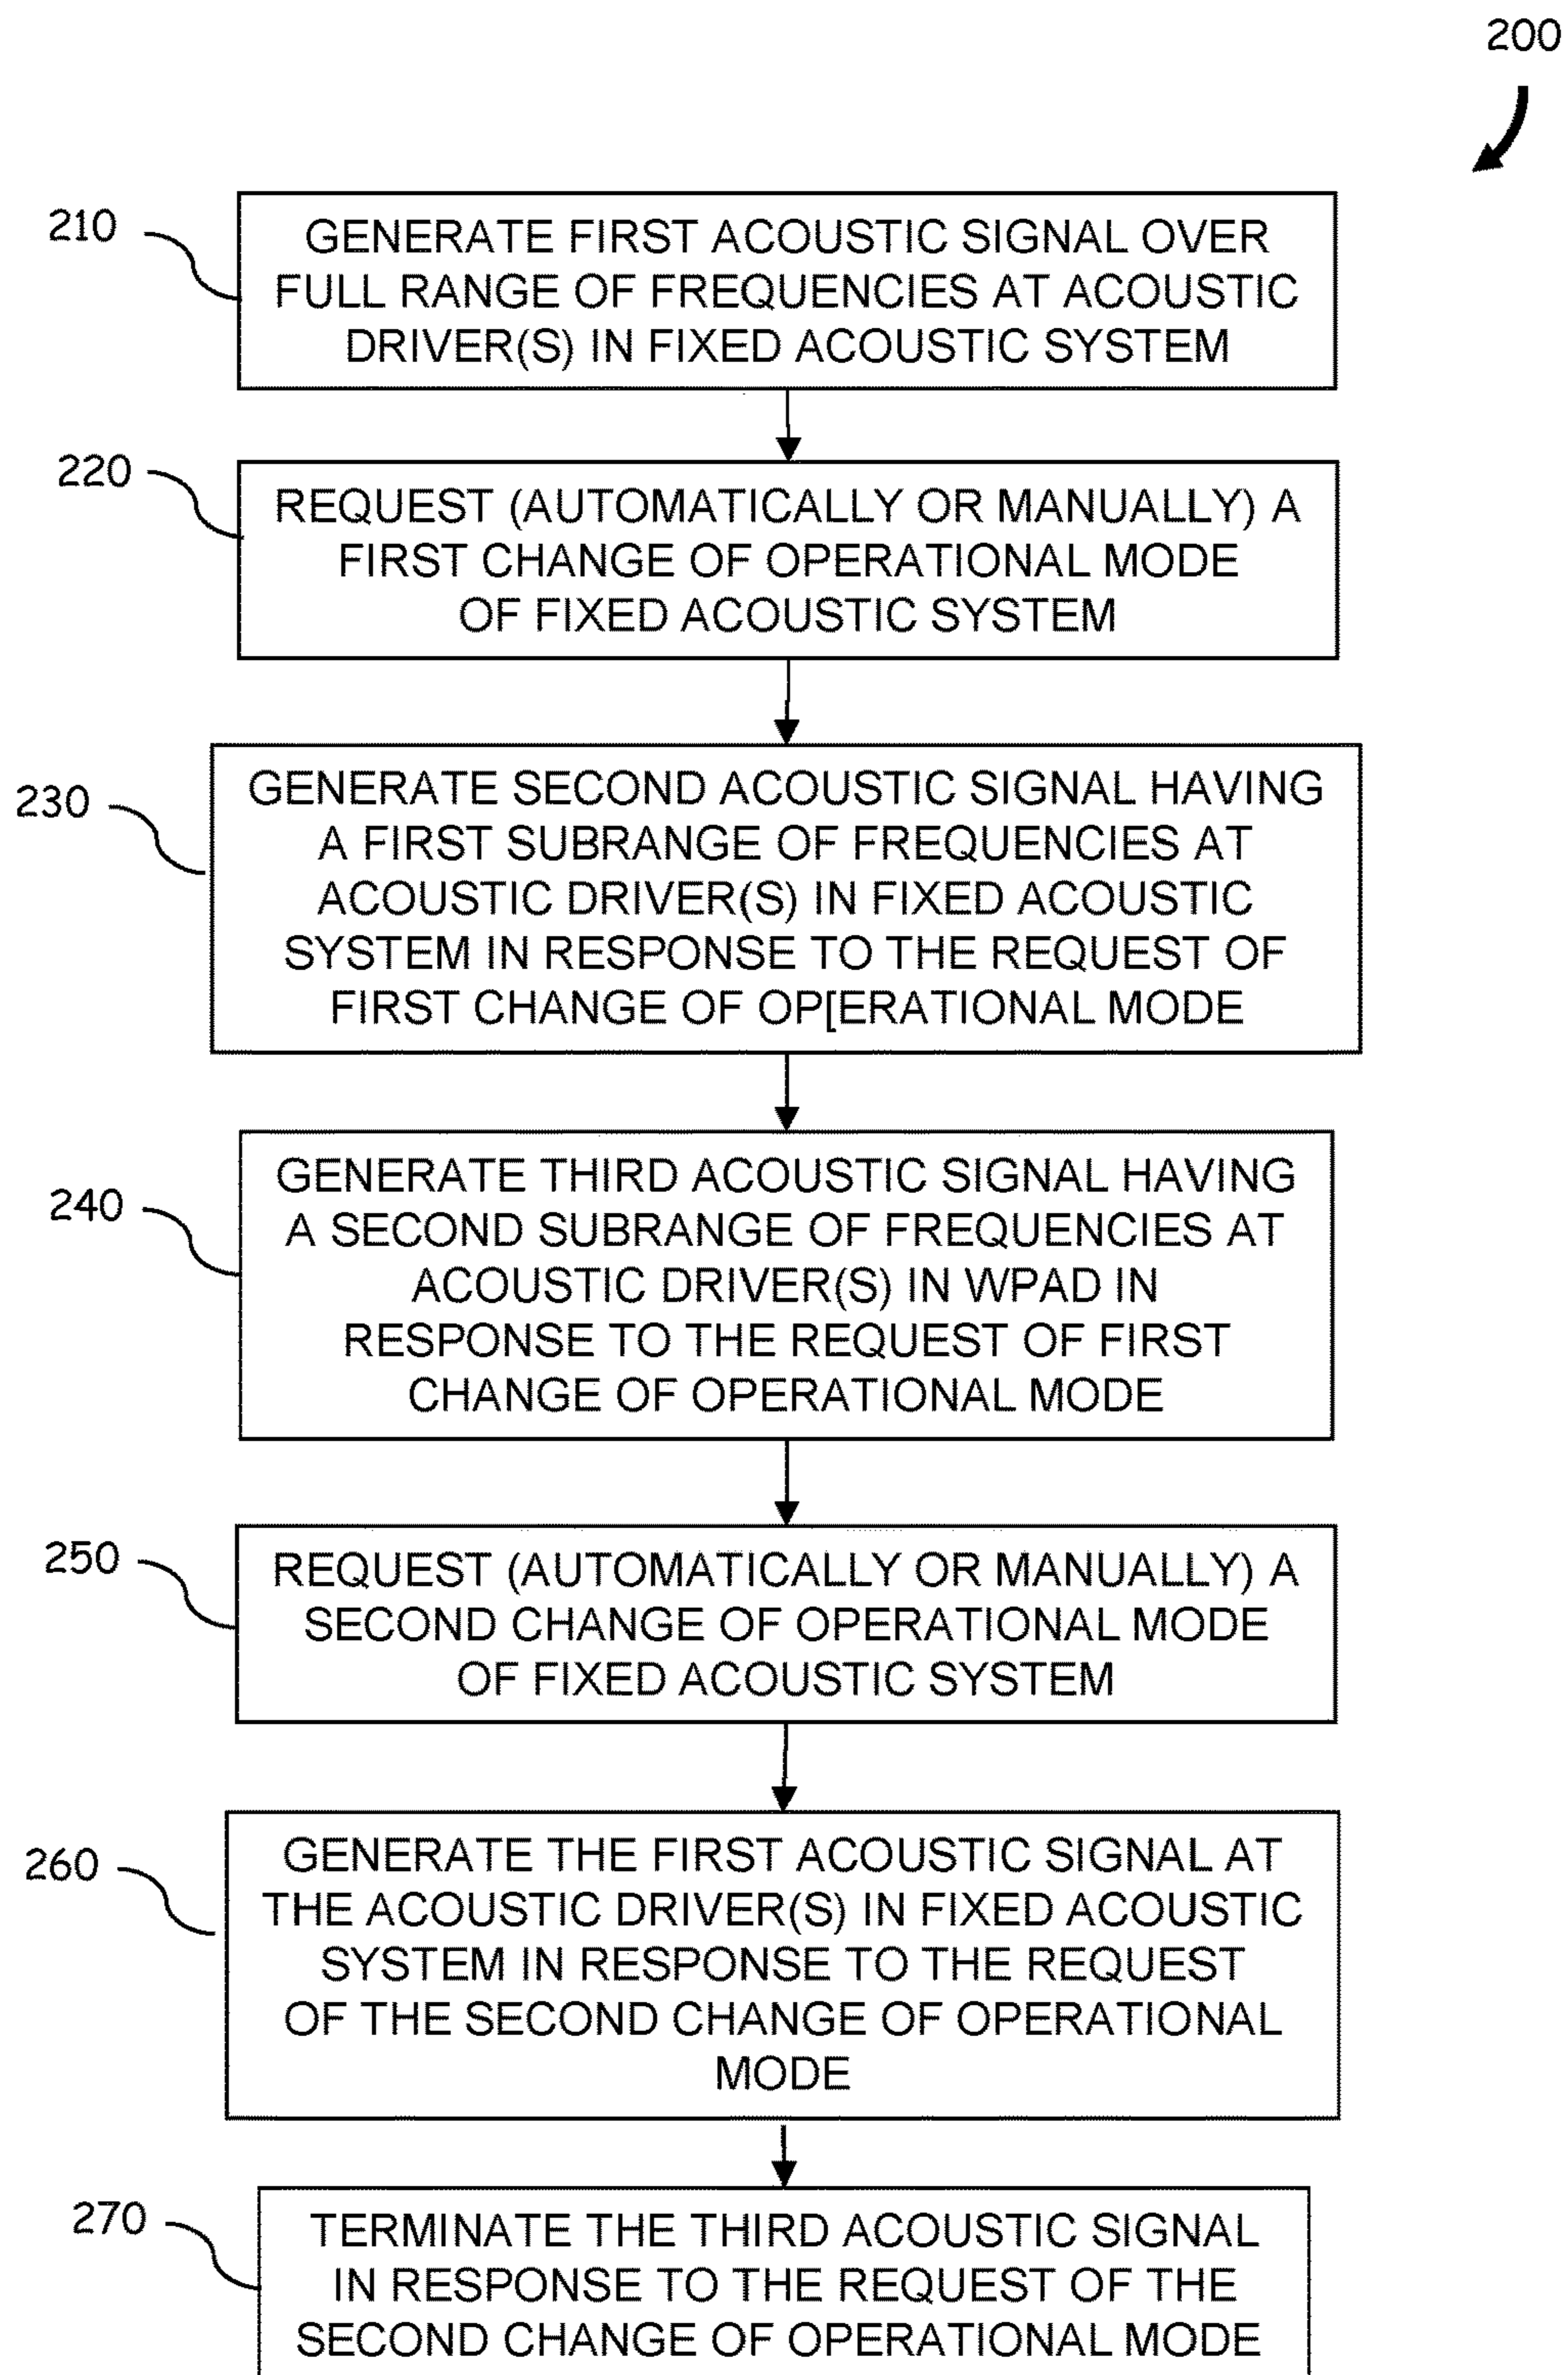 200
210
GENERATE FIRST ACOUSTIC SIGNAL OVER
FULL RANGE OF FREQUENCIES AT ACOUSTIC
DRIVER(S) IN FIXED ACOUSTIC SYSTEM
220
REQUEST (AUTOMATICALLY OR MANUALLY) A
FIRST CHANGE OF OPERATIONAL MODE
OF FIXED ACOUSTIC SYSTEM
230
GENERATE SECOND ACOUSTIC SIGNAL HAVING
A FIRST SUBRANGE OF FREQUENCIES AT
ACOUSTIC DRIVER(S) IN FIXED ACOUSTIC
SYSTEM IN RESPONSE TO THE REQUEST OF
FIRST CHANGE OF OP[ERATIONAL MODE
240
GENERATE THIRD ACOUSTIC SIGNAL HAVING
A SECOND SUBRANGE OF FREQUENCIES AT
ACOUSTIC DRIVER(S) IN WPAD IN
RESPONSE TO THE REQUEST OF FIRST
CHANGE OF OPERATIONAL MODE
250
REQUEST (AUTOMATICALLY OR MANUALLY) A
SECOND CHANGE OF OPERATIONAL MODE
OF FIXED ACOUSTIC SYSTEM
260
GENERATE THE FIRST ACOUSTIC SIGNAL AT
THE ACOUSTIC DRIVER(S) IN FIXED ACOUSTIC
SYSTEM IN RESPONSE TO THE REQUEST
OF THE SECOND CHANGE OF OPERATIONAL
MODE
270
TERMINATE THE THIRD ACOUSTIC SIGNAL
IN RESPONSE TO THE REQUEST OF THE
SECOND CHANGE OF OPERATIONAL MODE